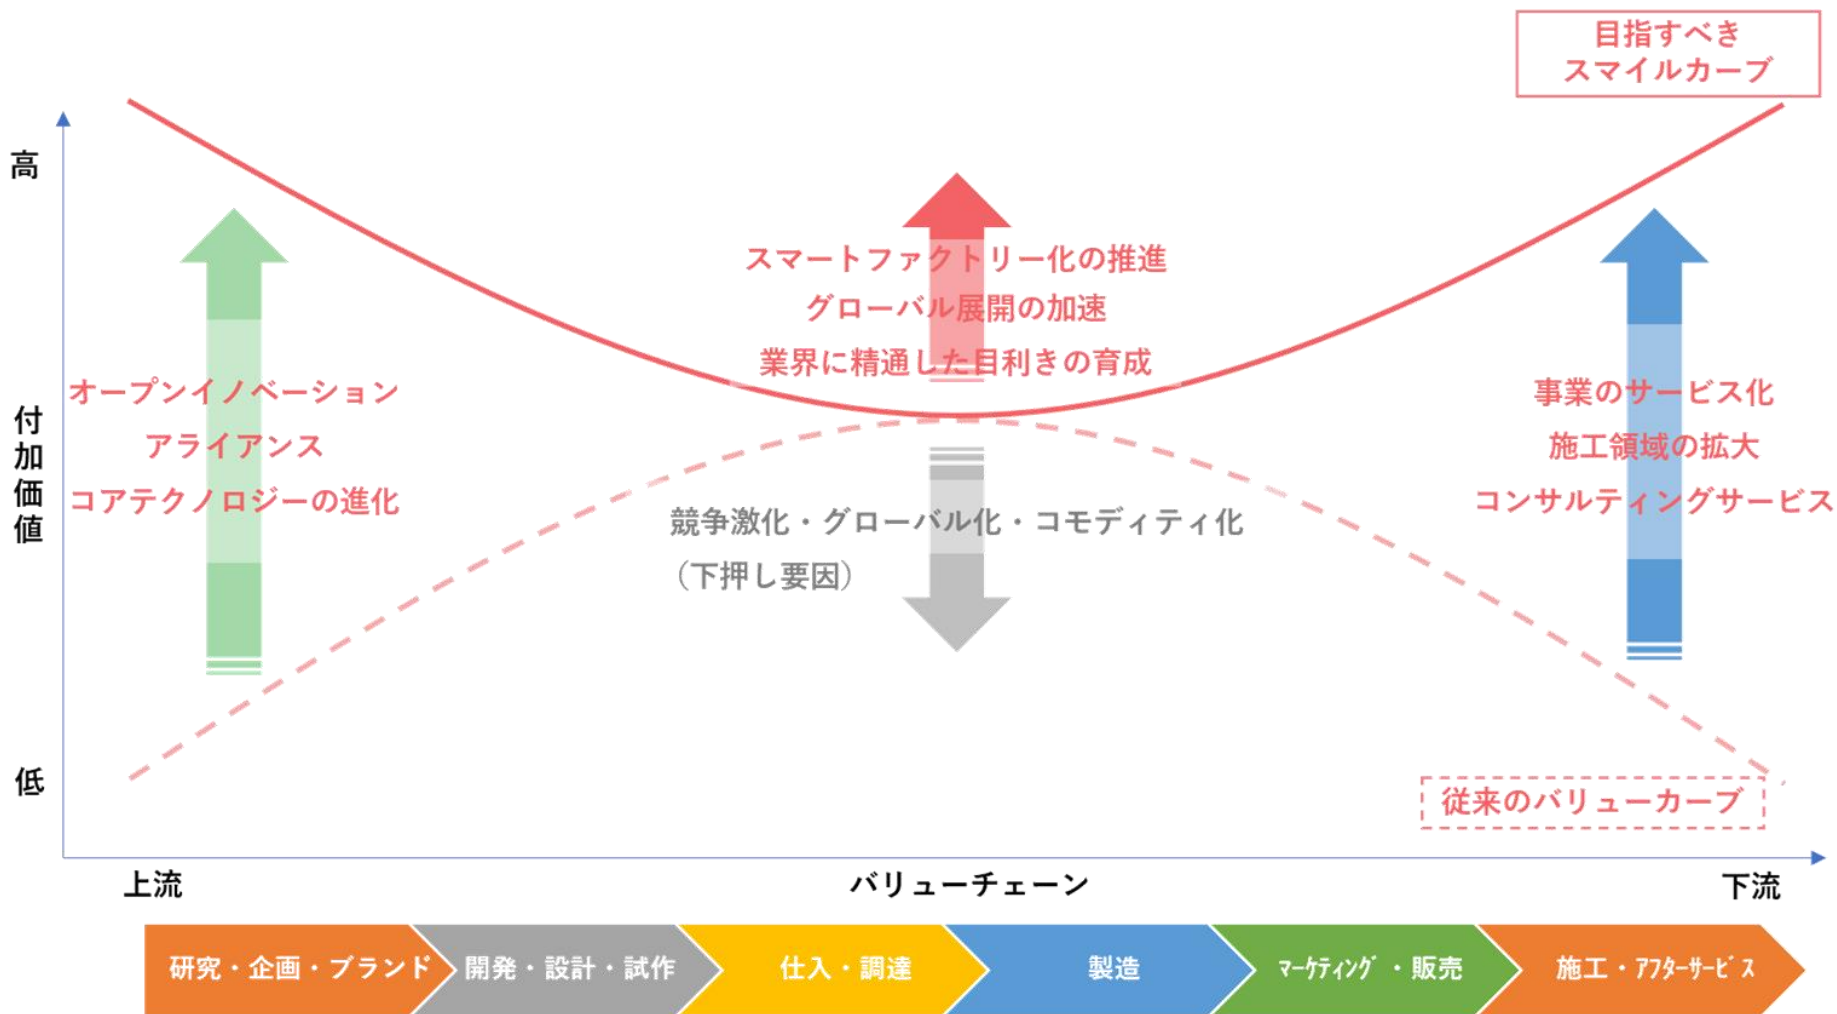 目指すべき
スマイルカーブ
高
スマートファクトリー化の推進
グローバル展開の加速
業界に精通した目利きの育成
オープンイノベーション
アライアンス
コアテクノロジーの進化
事業のサービス化
施工領域の拡大
コンサルティングサービス
付加価値
競争激化・グローバル化・コモディティ化
（下押し要因）
低
従来のバリューカーブ
上流
バリューチェーン
下流
研究・企画・ブランド
開発・設計・試作
仕入・調達
製造
ﾏｰｹﾃｨﾝｸﾞ・販売
施工・ｱﾌﾀｰｻｰﾋﾞｽ